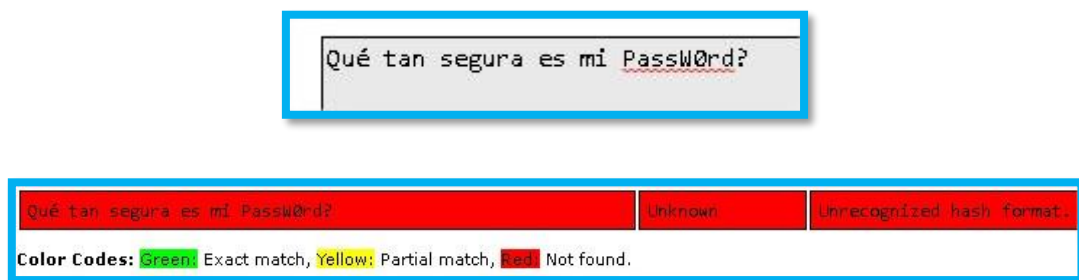 Qué tan segura es mi PassW0rd?
Qué tan segura es mi PassW0rd? Unknown Unrecognized hash format.
Color Codes: Green: Exact match, Yellow: Partial match, Red: Not found.